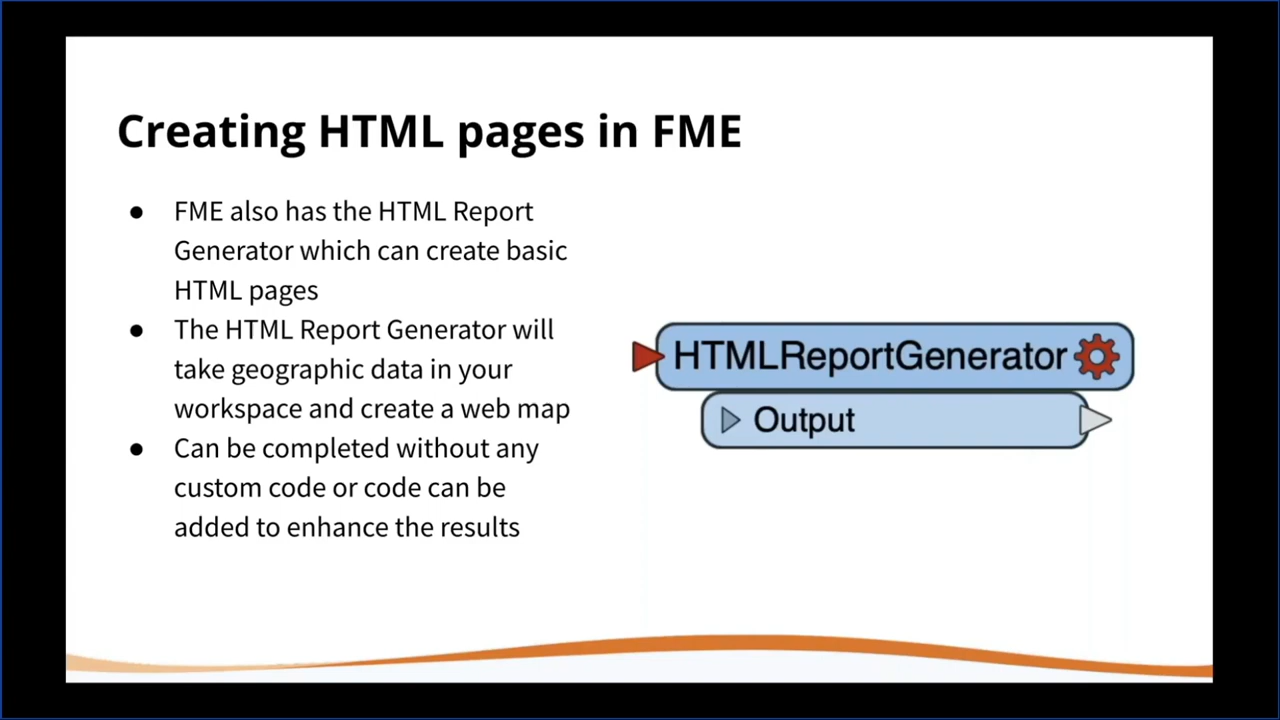 Creating HTML pages in FME
● FME also has the HTML Report
Generator which can create basic
HTML pages
● The HTML Report Generator will
take geographic data in your
workspace and create a web map
● Can be completed without any
custom code or code can be
added to enhance the results
HTMLReportGenerator
Output